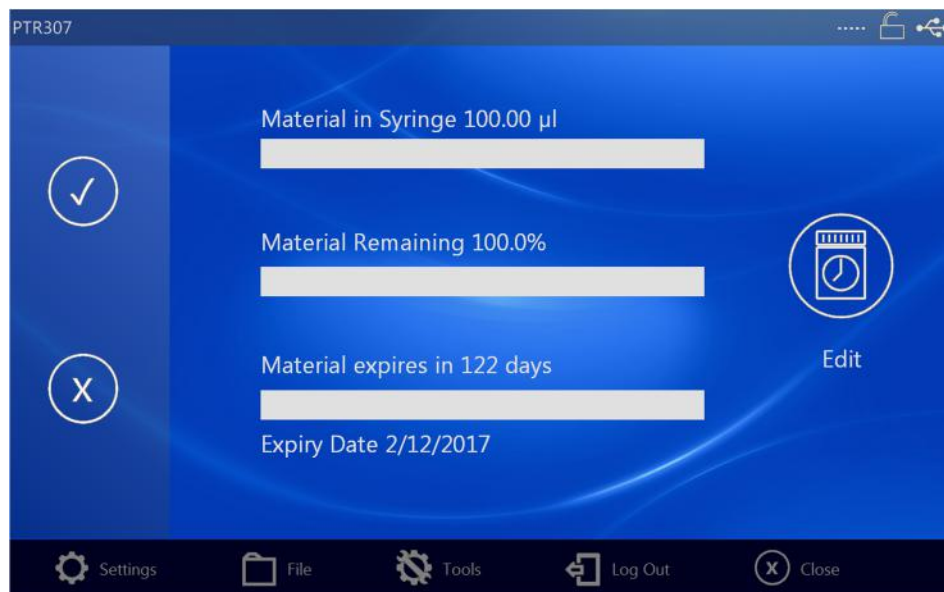 PTR307
.....
Material in Syringe 100.00 µl
Material Remaining 100.0%
Material expires in 122 days
Expiry Date 2/12/2017
✓
X
Edit
Settings
File
Tools
Log Out
X Close